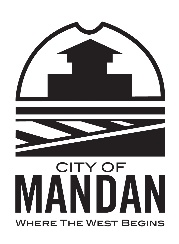 CITY OF
MANDAN
WHERE THE WEST BEGINS